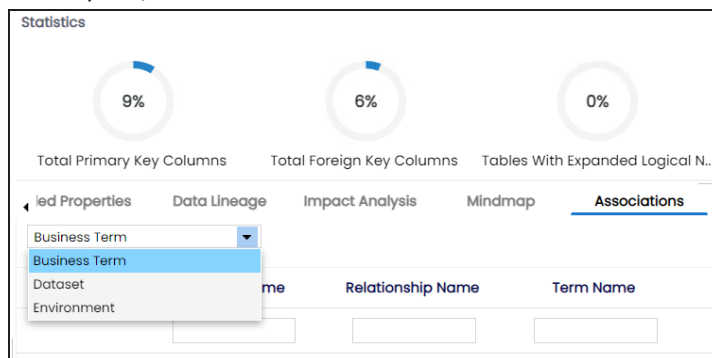 Statistics
9%
6%
0%
Total Primary Key Columns
Total Foreign Key Columns
Tables With Expanded Logical N..
ied Properties
Data Lineage
Impact Analysis
Mindmap
Associations
Business Term
Business Term
Dataset
Environment
me
Relationship Name
Term Name